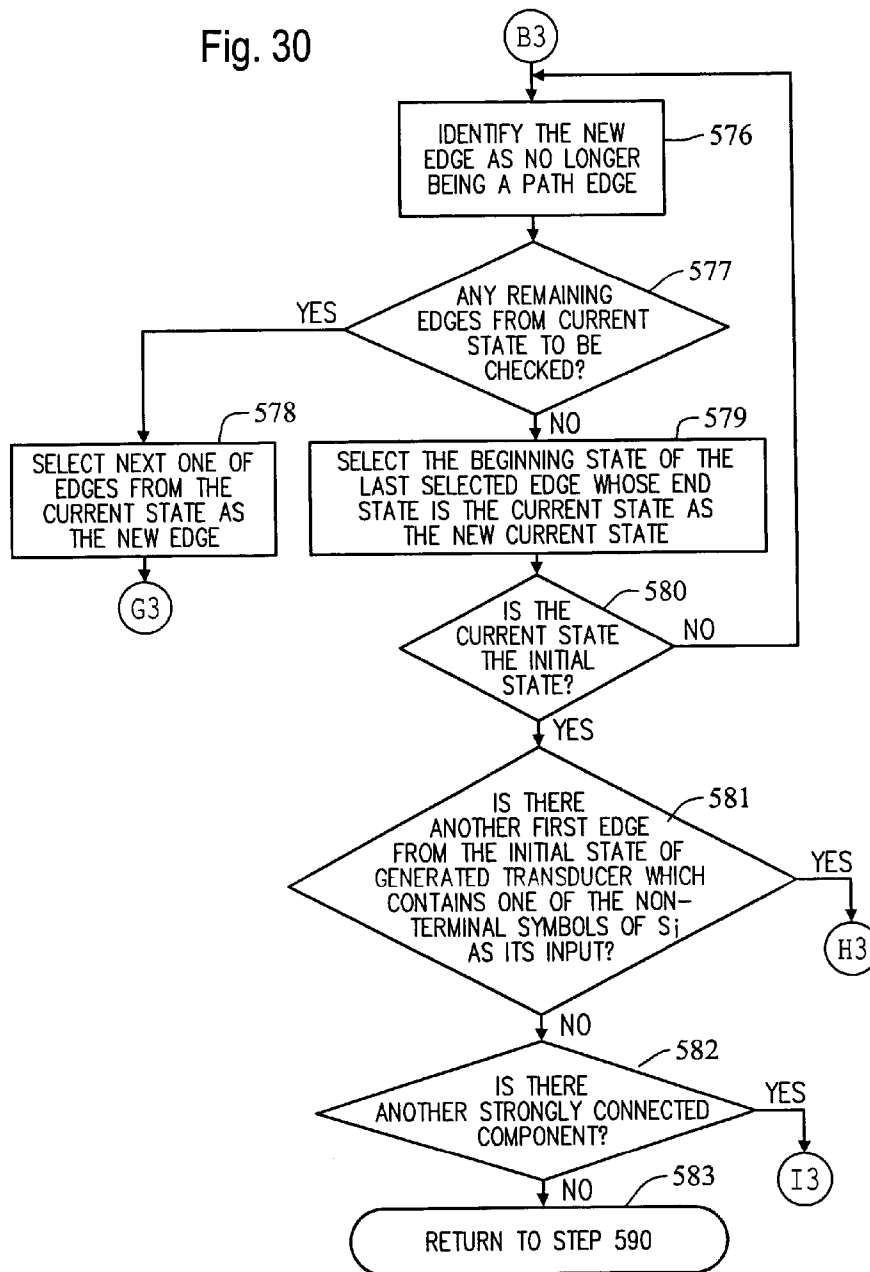 Fig. 30
B3
IDENTIFY THE NEW
EDGE AS NO LONGER
BEING A PATH EDGE
576
577
ANY REMAINING
EDGES FROM CURRENT
STATE TO BE
CHECKED?
YES
NO
578
SELECT NEXT ONE OF
EDGES FROM THE
CURRENT STATE AS
THE NEW EDGE
G3
579
SELECT THE BEGINNING STATE OF THE
LAST SELECTED EDGE WHOSE END
STATE IS THE CURRENT STATE AS
THE NEW CURRENT STATE
580
IS THE
CURRENT STATE
THE INITIAL
STATE?
NO
YES
581
IS THERE
ANOTHER FIRST EDGE
FROM THE INITIAL STATE OF
GENERATED TRANSDUCER WHICH
CONTAINS ONE OF THE NON-
TERMINAL SYMBOLS OF Si
AS ITS INPUT?
YES
H3
NO
582
IS THERE
ANOTHER STRONGLY CONNECTED
COMPONENT?
YES
I3
NO
583
RETURN TO STEP 590